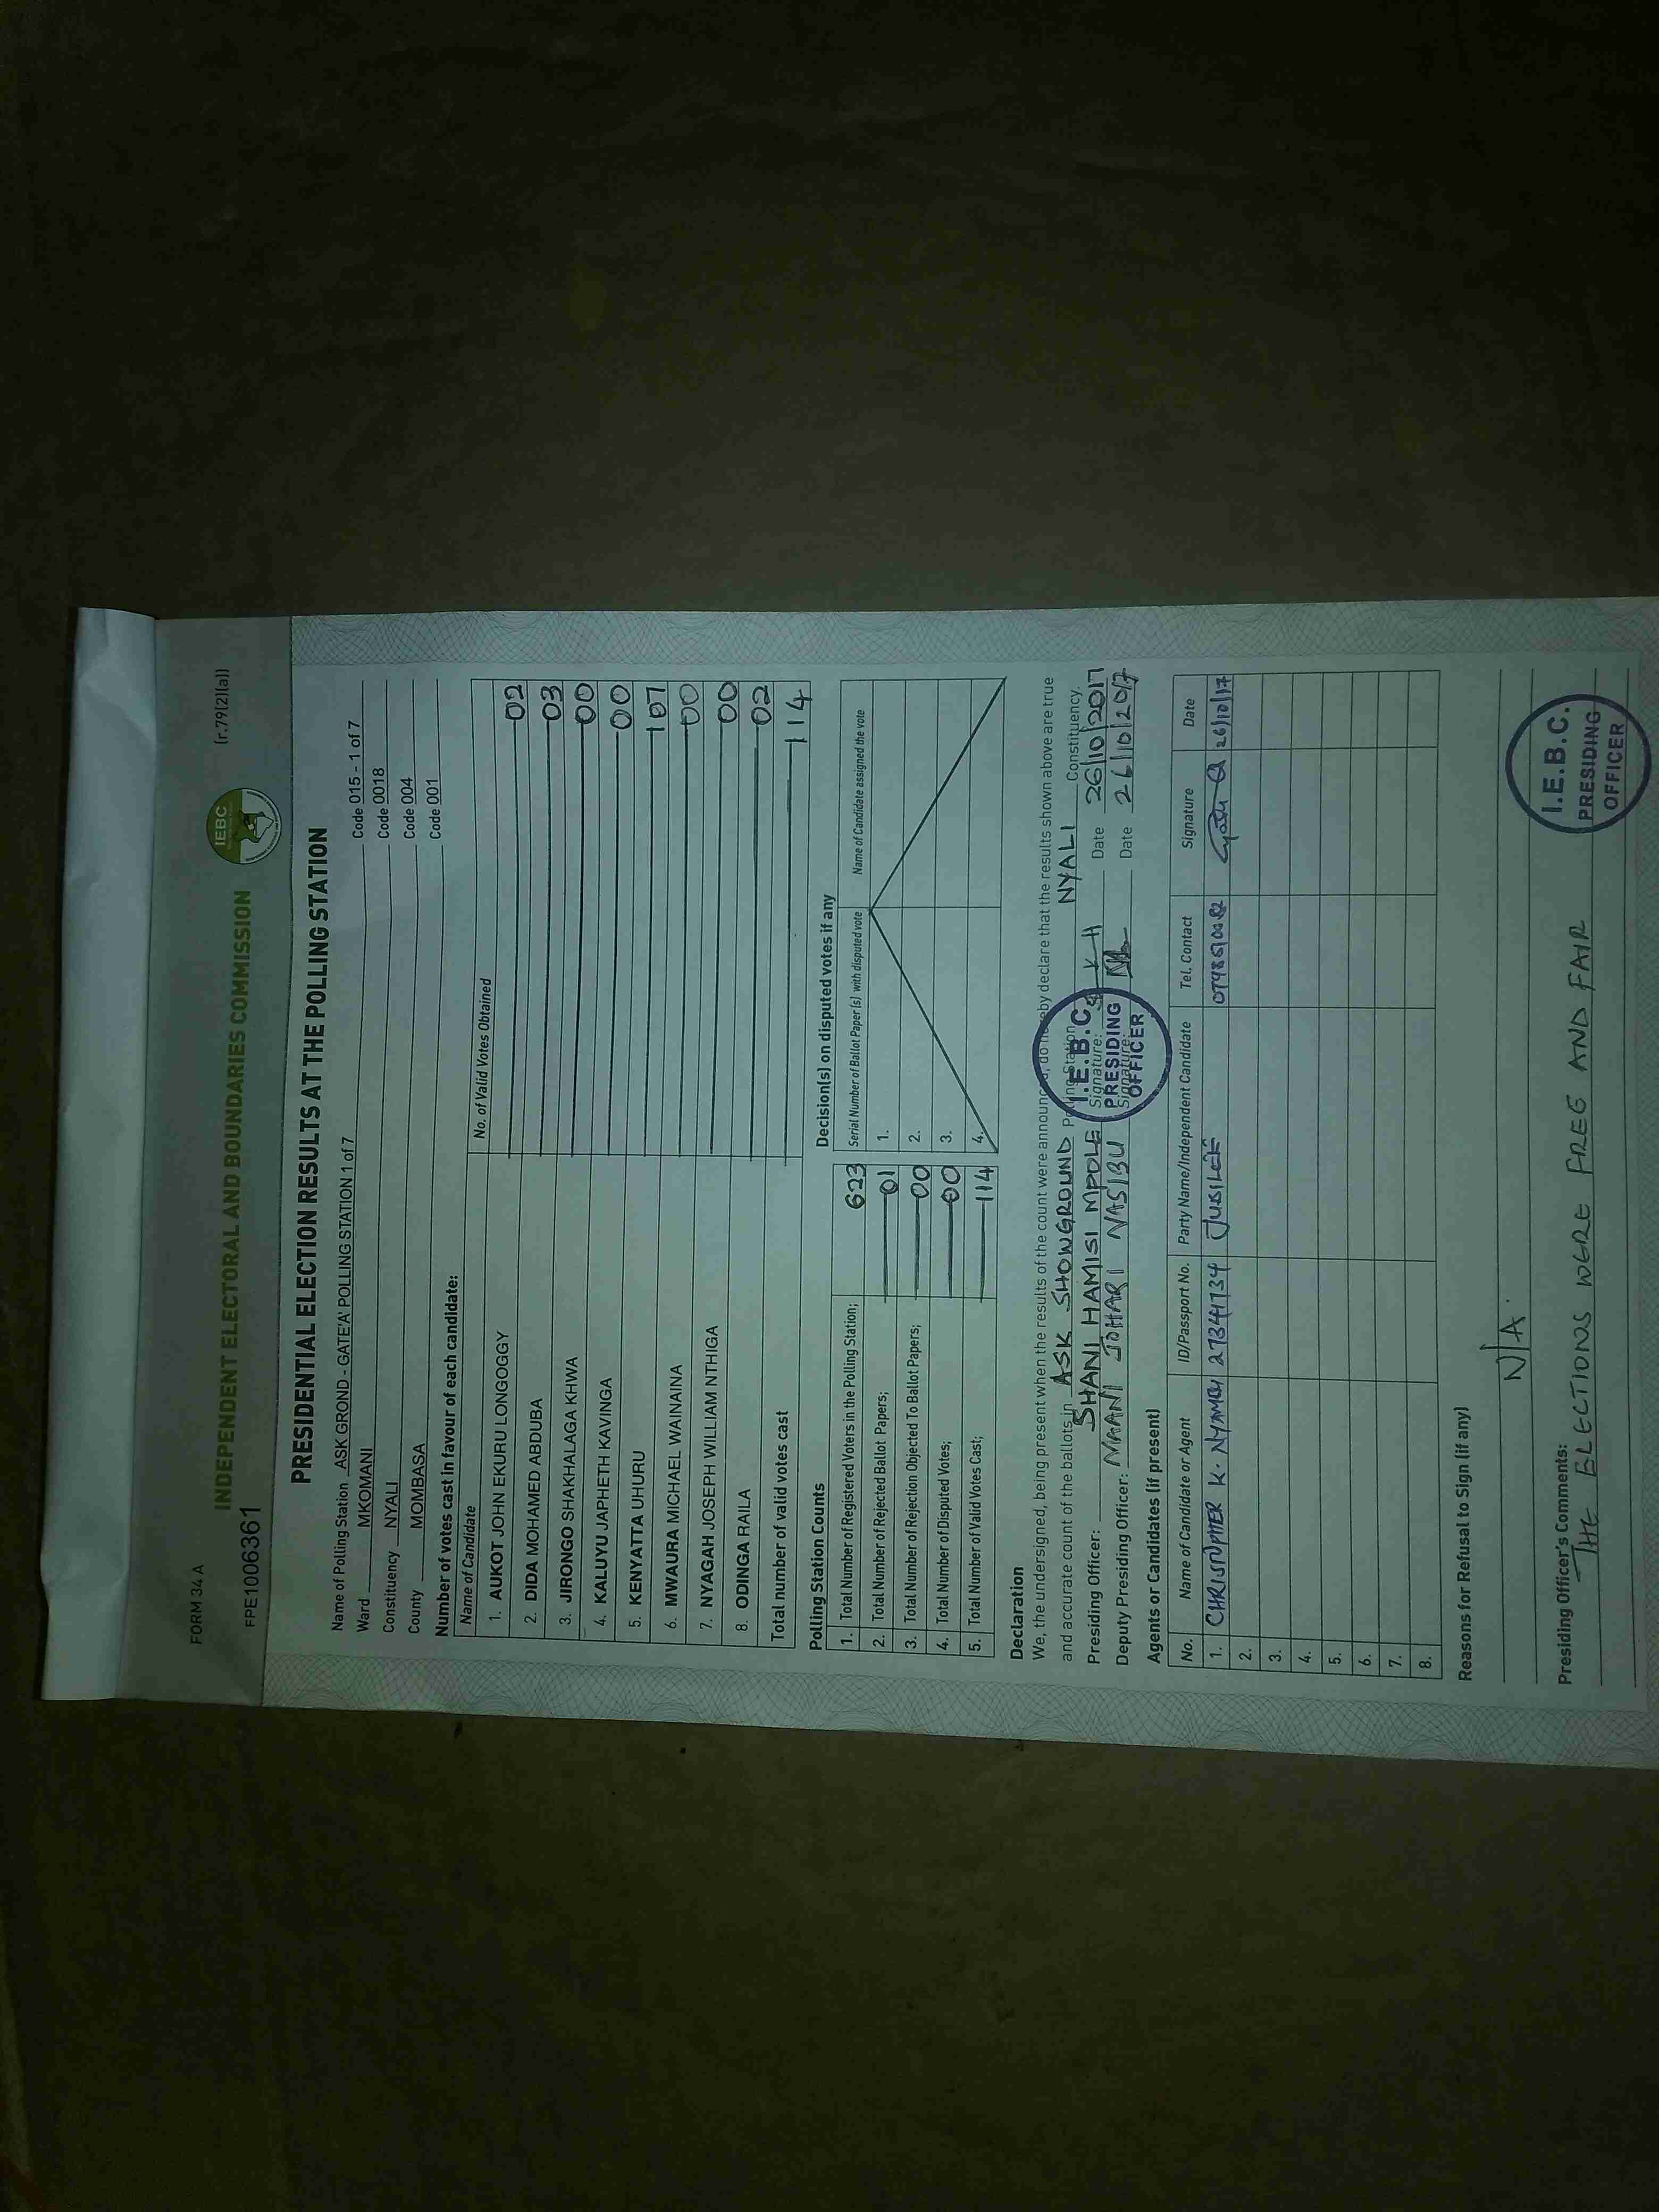 FORM 34 A
(r.79(2)(a))
IEBC
INDEPENDENT ELECTORAL AND BOUNDARIES COMMISSION
FPE1006361
PRESIDENTIAL ELECTION RESULTS AT THE POLLING STATION
Name of Polling Station ASK GROND - GATE'A' POLLING STATION 1 of 7 Code 015 - 1 of 7
Ward MKOMANI Code 0018
Constituency NYALI Code 004
County MOMBASA Code 001
Number of votes cast in favour of each candidate:
Name of Candidate No. of Valid Votes Obtained
1. AUKOT JOHN EKURU LONGOGGY 02
2. DIDA MOHAMED ABDUBA 03
3. JIRONGO SHAKHALAGA KHWA 00
4. KALUYU JAPHETH KAVINGA 00
5. KENYATTA UHURU 107
6. MWAURA MICHAEL WAINAINA 00
7. NYAGAH JOSEPH WILLIAM NTHIGA 00
8. ODINGA RAILA 02
Total number of valid votes cast 114
Polling Station Counts
1. Total Number of Registered Voters in the Polling Station; 623
2. Total Number of Rejected Ballot Papers; 01
3. Total Number of Rejection Objected To Ballot Papers; 00
4. Total Number of Disputed Votes; 00
5. Total Number of Valid Votes Cast; 114
Decision(s) on disputed votes if any
Serial Number of Ballot Paper (s) with disputed vote Name of Candidate assigned the vote
1.
2.
3.
4.
Declaration
We, the undersigned, being present when the results of the count were announced, do hereby declare that the results shown above are true
and accurate count of the ballots in ASK SHOWGROUND Polling Station NYALI Constituency.
Presiding Officer: SHANI HAMISI MPOLE Signature: Date 26/10/2017
Deputy Presiding Officer: MAANI JOHARI NASIBU Signature: Date 26/10/2017
I.E.B.C.
PRESIDING
OFFICER
Agents or Candidates (if present)
No. Name of Candidate or Agent ID/Passport No. Party Name/Independent Candidate Tel. Contact Signature Date
1. CHRISTOPHER K. 27341734 JUBILEE 26/10/17
2.
3.
4.
5.
6.
7.
8.
Reasons for Refusal to Sign (if any)
N/A.
Presiding Officer's Comments:
THE ELECTIONS WERE FREE AND FAIR
I.E.B.C.
PRESIDING
OFFICER